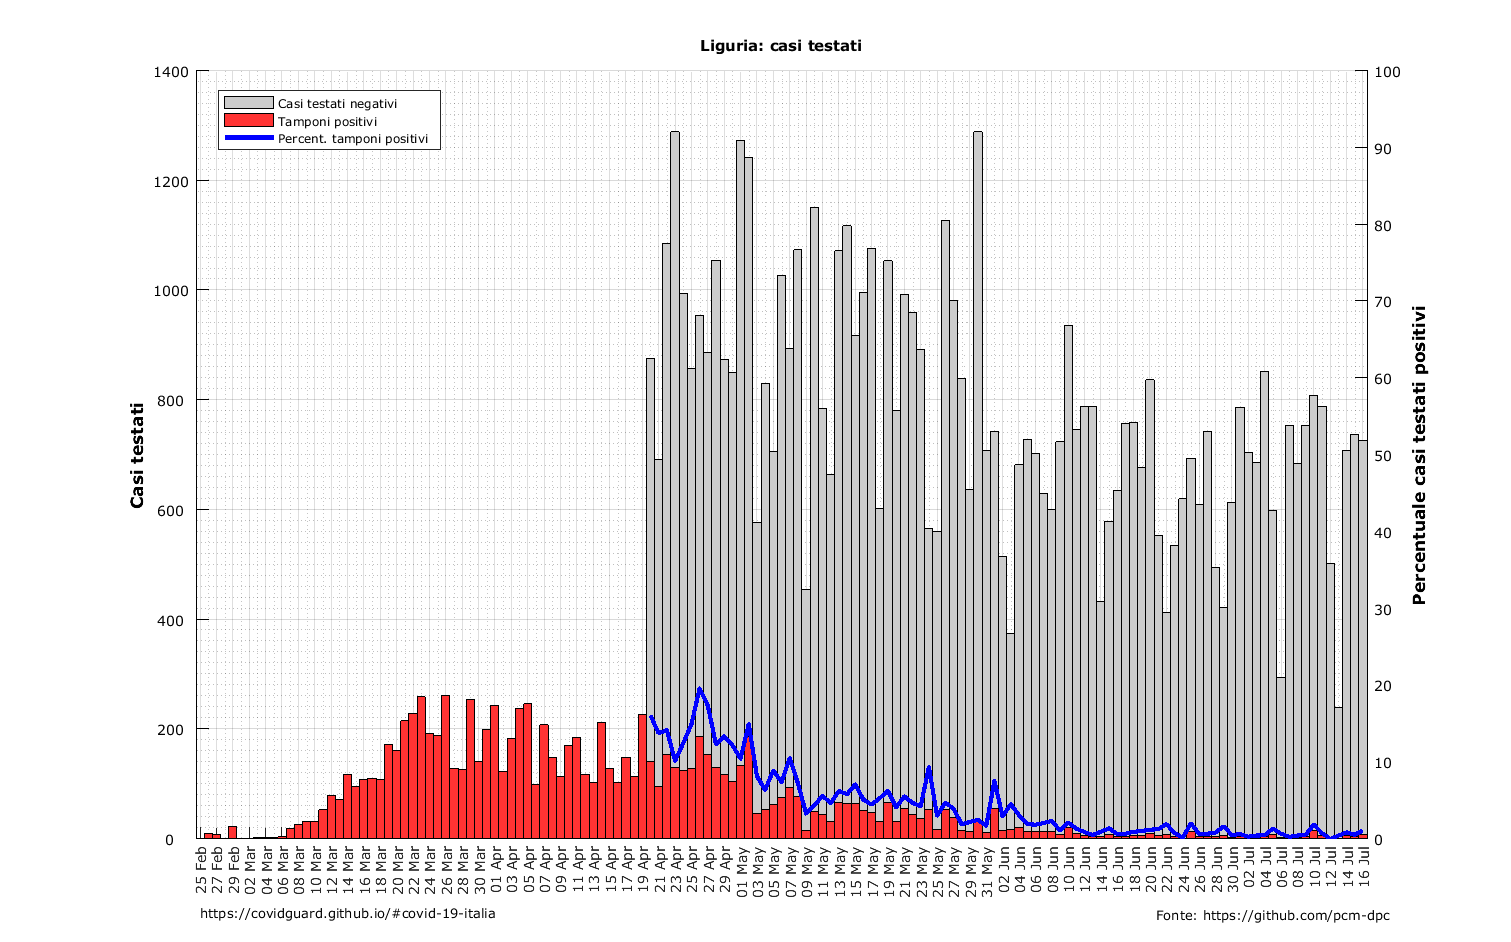 Liguria: casi testati
Casi testati negativi
Tamponi positivi
Percent. tamponi positivi
Casi testati
1400
1200
1000
800
600
400
200
0
100
90
80
70
60
50
40
30
20
10
0
Percentuale casi testati positivi
25 Feb
27 Feb
29 Feb
02 Mar
04 Mar
06 Mar
08 Mar
10 Mar
12 Mar
14 Mar
16 Mar
18 Mar
20 Mar
22 Mar
24 Mar
26 Mar
28 Mar
30 Mar
01 Apr
03 Apr
05 Apr
07 Apr
09 Apr
11 Apr
13 Apr
15 Apr
17 Apr
19 Apr
21 Apr
23 Apr
25 Apr
27 Apr
29 Apr
01 May
03 May
05 May
07 May
09 May
11 May
13 May
15 May
17 May
19 May
21 May
23 May
25 May
27 May
29 May
31 May
02 Jun
04 Jun
06 Jun
08 Jun
10 Jun
12 Jun
14 Jun
16 Jun
18 Jun
20 Jun
22 Jun
24 Jun
26 Jun
28 Jun
30 Jun
02 Jul
04 Jul
06 Jul
08 Jul
10 Jul
12 Jul
14 Jul
16 Jul
https://covidguard.github.io/#covid-19-italia
Fonte: https://github.com/pcm-dpc